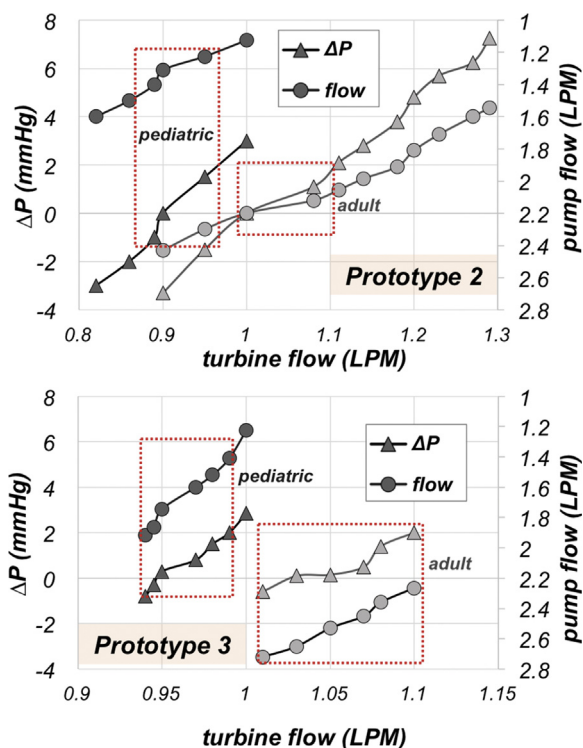 8
6
4
2
0
-2
-4
ΔP (mmHg)
ΔP
flow
pediatric
adult
Prototype 2
1
1.2
1.4
1.6
1.8
2
2.2
2.4
2.6
2.8
pump flow (LPM)
0.8 0.9 1 1.1 1.2 1.3
turbine flow (LPM)
8
6
4
2
0
-2
-4
ΔP (mmHg)
ΔP
flow
pediatric
adult
Prototype 3
1
1.2
1.4
1.6
1.8
2
2.2
2.4
2.6
2.8
pump flow (LPM)
0.9 0.95 1 1.05 1.1 1.15
turbine flow (LPM)